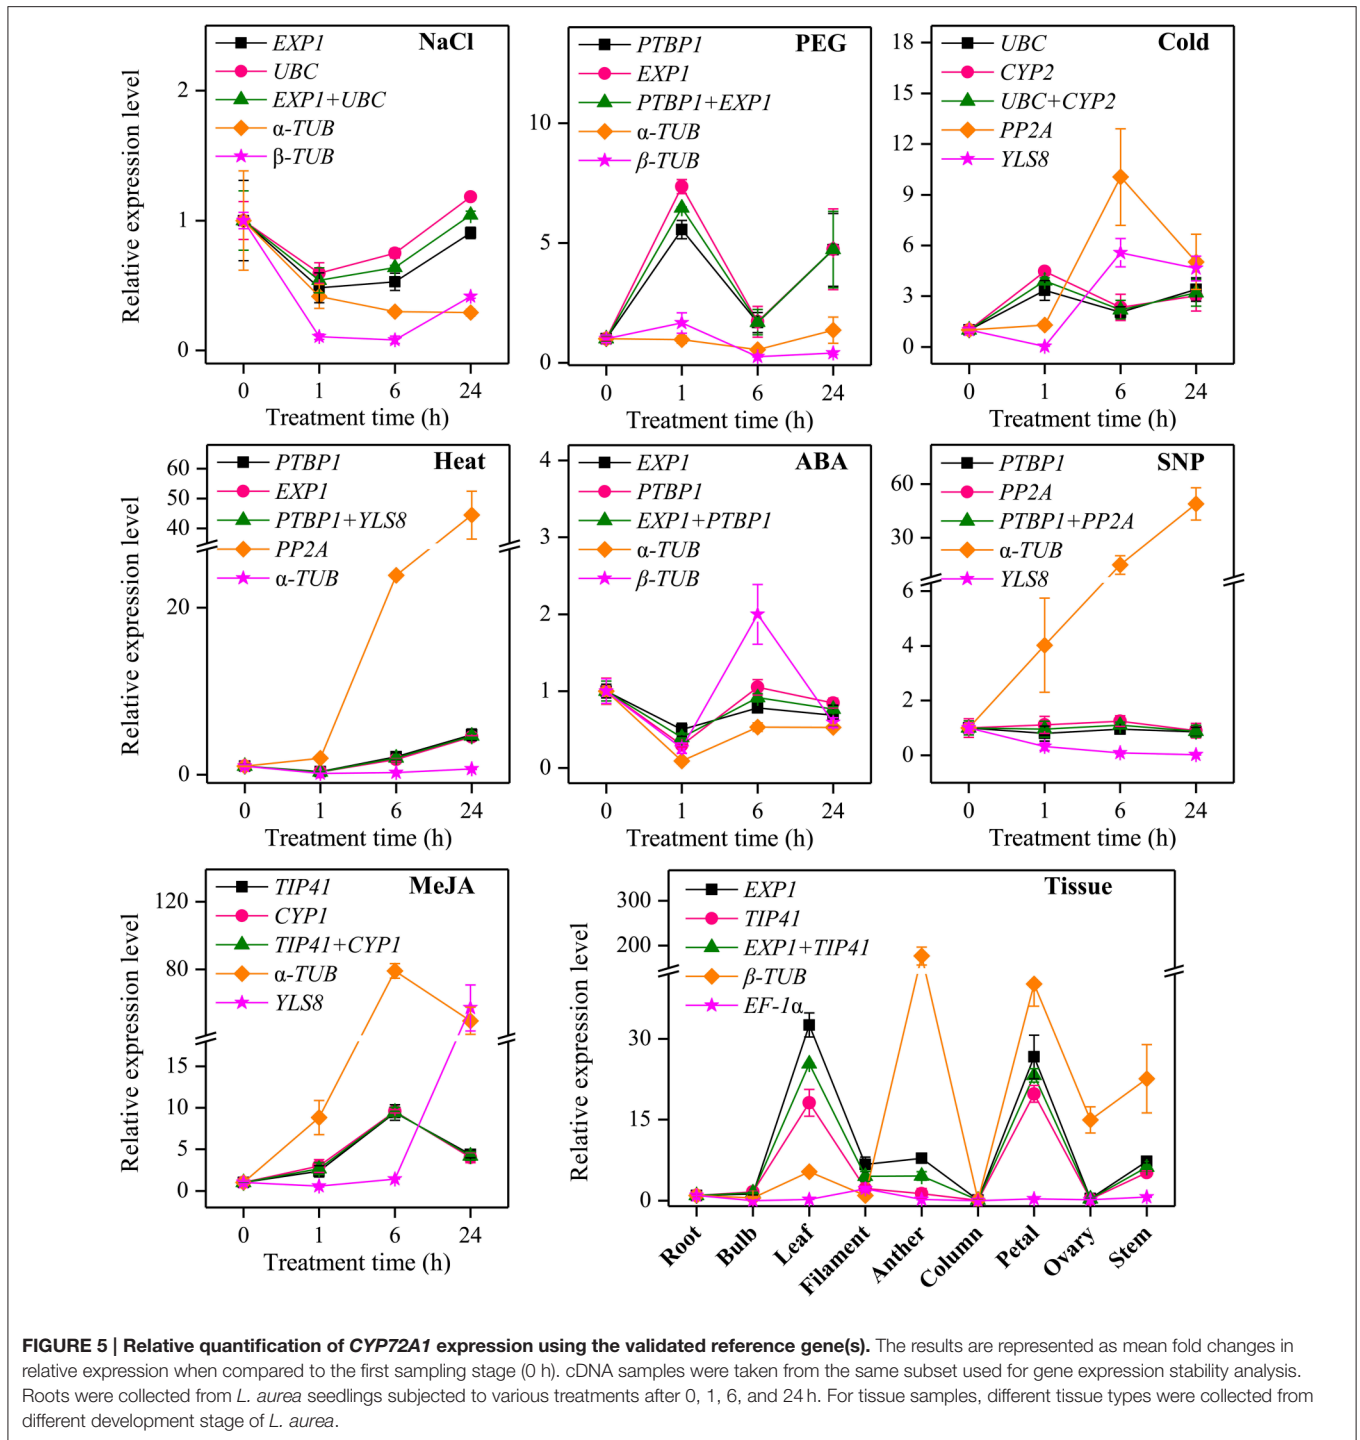 NaCl
EXP1
UBC
EXP1+UBC
α-TUB
β-TUB
Relative expression level
2
1
0
0 1 6 24
Treatment time (h)
PEG
PTBP1
EXP1
PTBP1+EXP1
α-TUB
β-TUB
10
5
0
0 1 6 24
Treatment time (h)
Cold
UBC
CYP2
UBC+CYP2
PP2A
YLS8
18
15
12
9
6
3
0
0 1 6 24
Treatment time (h)
Heat
PTBP1
EXP1
PTBP1+YLS8
PP2A
α-TUB
Relative expression level
60
50
40
20
0
0 1 6 24
Treatment time (h)
ABA
EXP1
PTBP1
EXP1+PTBP1
α-TUB
β-TUB
4
3
2
1
0
0 1 6 24
Treatment time (h)
SNP
PTBP1
PP2A
PTBP1+PP2A
α-TUB
YLS8
60
30
6
4
2
0
0 1 6 24
Treatment time (h)
MeJA
TIP41
CYP1
TIP41+CYP1
α-TUB
YLS8
Relative expression level
120
80
15
10
5
0
0 1 6 24
Treatment time (h)
Tissue
EXP1
TIP41
EXP1+TIP41
β-TUB
EF-1α
Relative expression level
300
200
30
15
0
Root Bulb Leaf Filament Anther Column Petal Ovary Stem
FIGURE 5 | Relative quantification of CYP72A1 expression using the validated reference gene(s). The results are represented as mean fold changes in
relative expression when compared to the first sampling stage (0 h). cDNA samples were taken from the same subset used for gene expression stability analysis.
Roots were collected from L. aurea seedlings subjected to various treatments after 0, 1, 6, and 24 h. For tissue samples, different tissue types were collected from
different development stage of L. aurea.